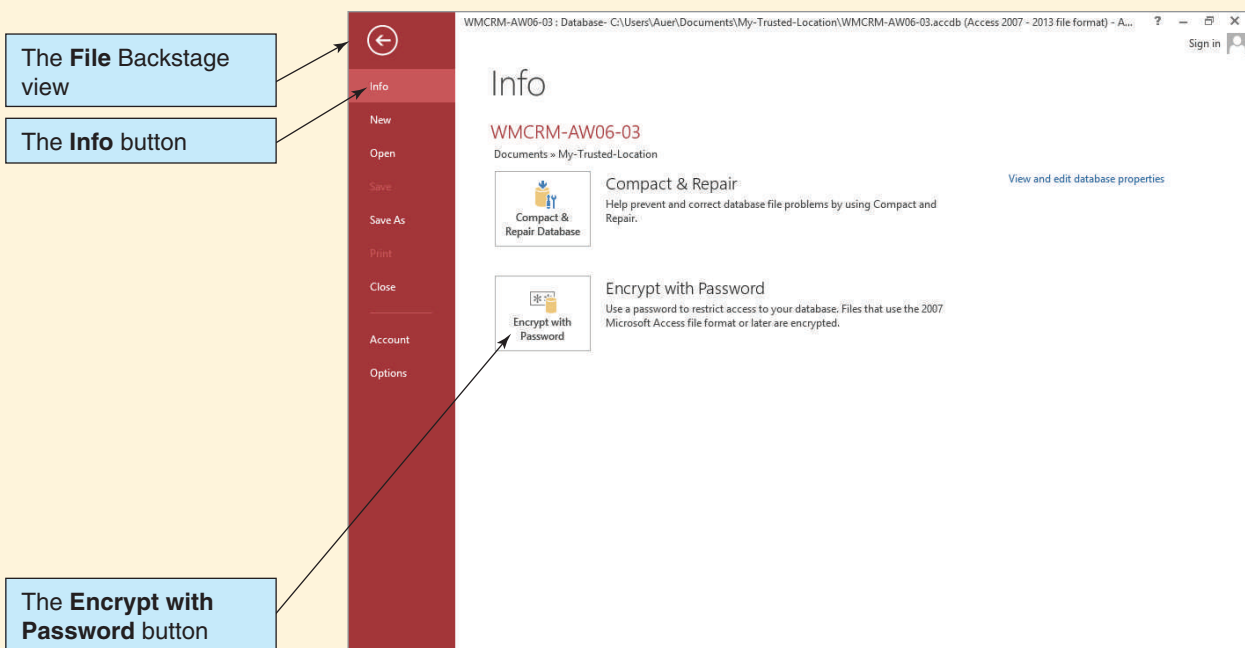 WMCRM-AW06-03 : Database- C:\Users\Auer\Documents\My-Trusted-Location\WMCRM-AW06-03.accdb (Access 2007 - 2013 file format) - A... ?
Sign in
The File Backstage
view
The Info button
Info
New
Open
Save
Save As
Print
Close
Account
Options
Info
WMCRM-AW06-03
Documents » My-Trusted-Location
Compact &
Repair Database
Compact & Repair
Help prevent and correct database file problems by using Compact and
Repair.
View and edit database properties
Encrypt with
Password
Encrypt with Password
Use a password to restrict access to your database. Files that use the 2007
Microsoft Access file format or later are encrypted.
The Encrypt with
Password button